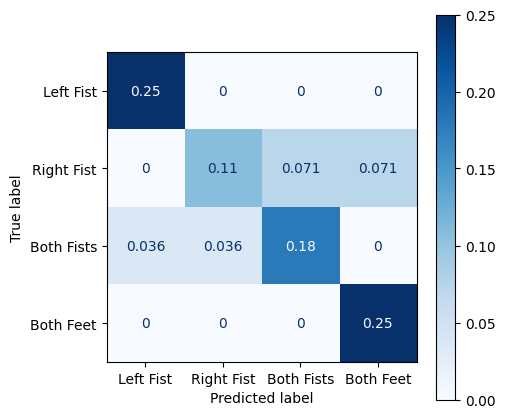 0.25
Left Fist 0.25 0 0 0
0.20
Right Fist 0 0.11 0.071 0.071
0.15
True label
0.10
Both Fists 0.036 0.036 0.18 0
0.05
Both Feet 0 0 0 0.25
0.00
Left Fist Right Fist Both Fists Both Feet
Predicted label